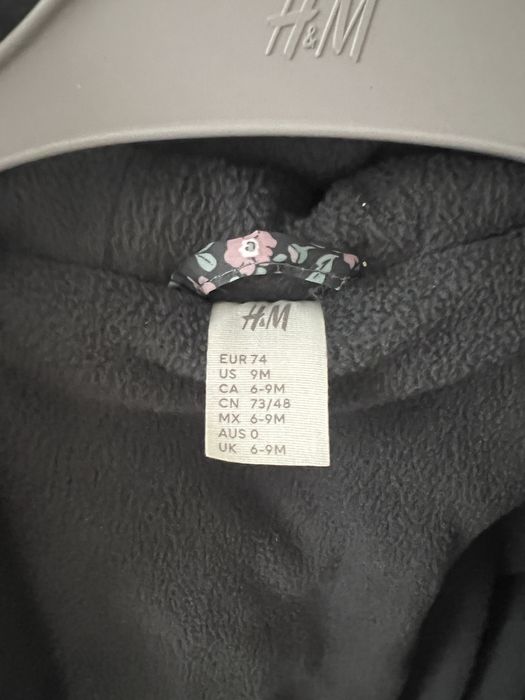 H&M
H&M
EUR 74
US 9M
CA 6-9M
CN 73/48
MX 6-9M
AUS 0
UK 6-9M